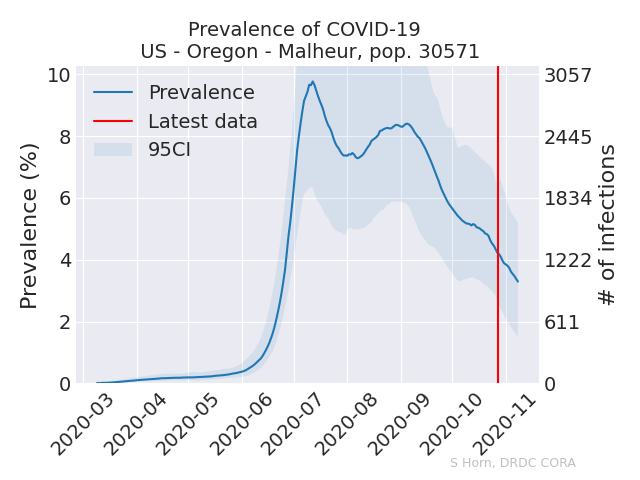 Prevalence of COVID-19
US - Oregon - Malheur, pop. 30571
Prevalence
Latest data
95CI
Prevalence (%)
10
8
6
4
2
0
3057
2445
1834
1222
611
0
# of infections
2020-03
2020-04
2020-05
2020-06
2020-07
2020-08
2020-09
2020-10
2020-11
S Horn, DRDC CORA